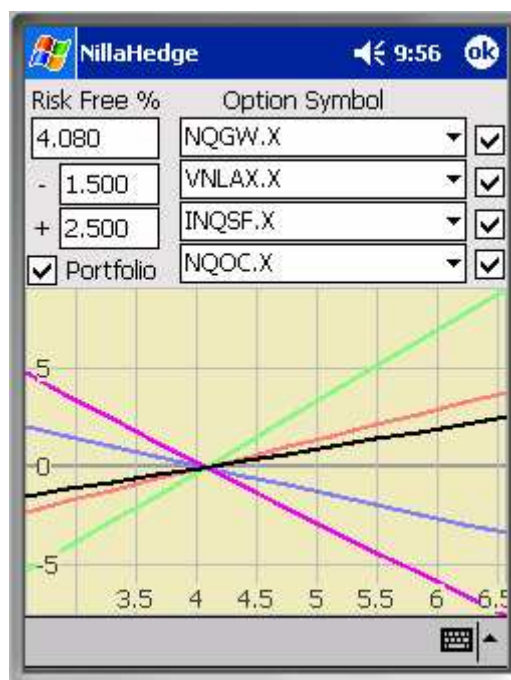 NillaHedge 9:56 ok
Risk Free % Option Symbol
4.080 NQGW.X
- 1.500 VNLAX.X
+ 2.500 INQSF.X
Portfolio NQOC.X
5
0
-5
3.5 4 4.5 5 5.5 6 6.5